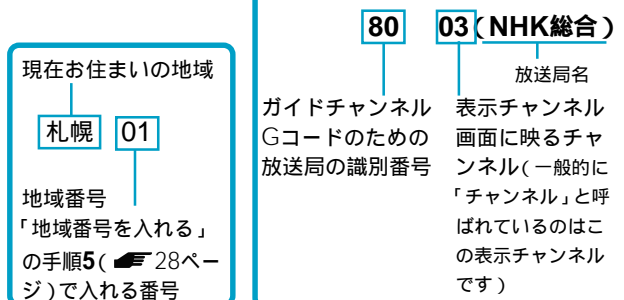 現在お住まいの地域
札幌 01
地域番号
「地域番号を入れる」
の手順5(☛28ペー
ジ)で入れる番号
80 03(NHK総合)
放送局名
ガイドチャンネル
Gコードのための
放送局の識別番号
表示チャンネル
画面に映るチャ
ンネル(一般的に
「チャンネル」と呼
ばれているのはこ
の表示チャンネル
です)